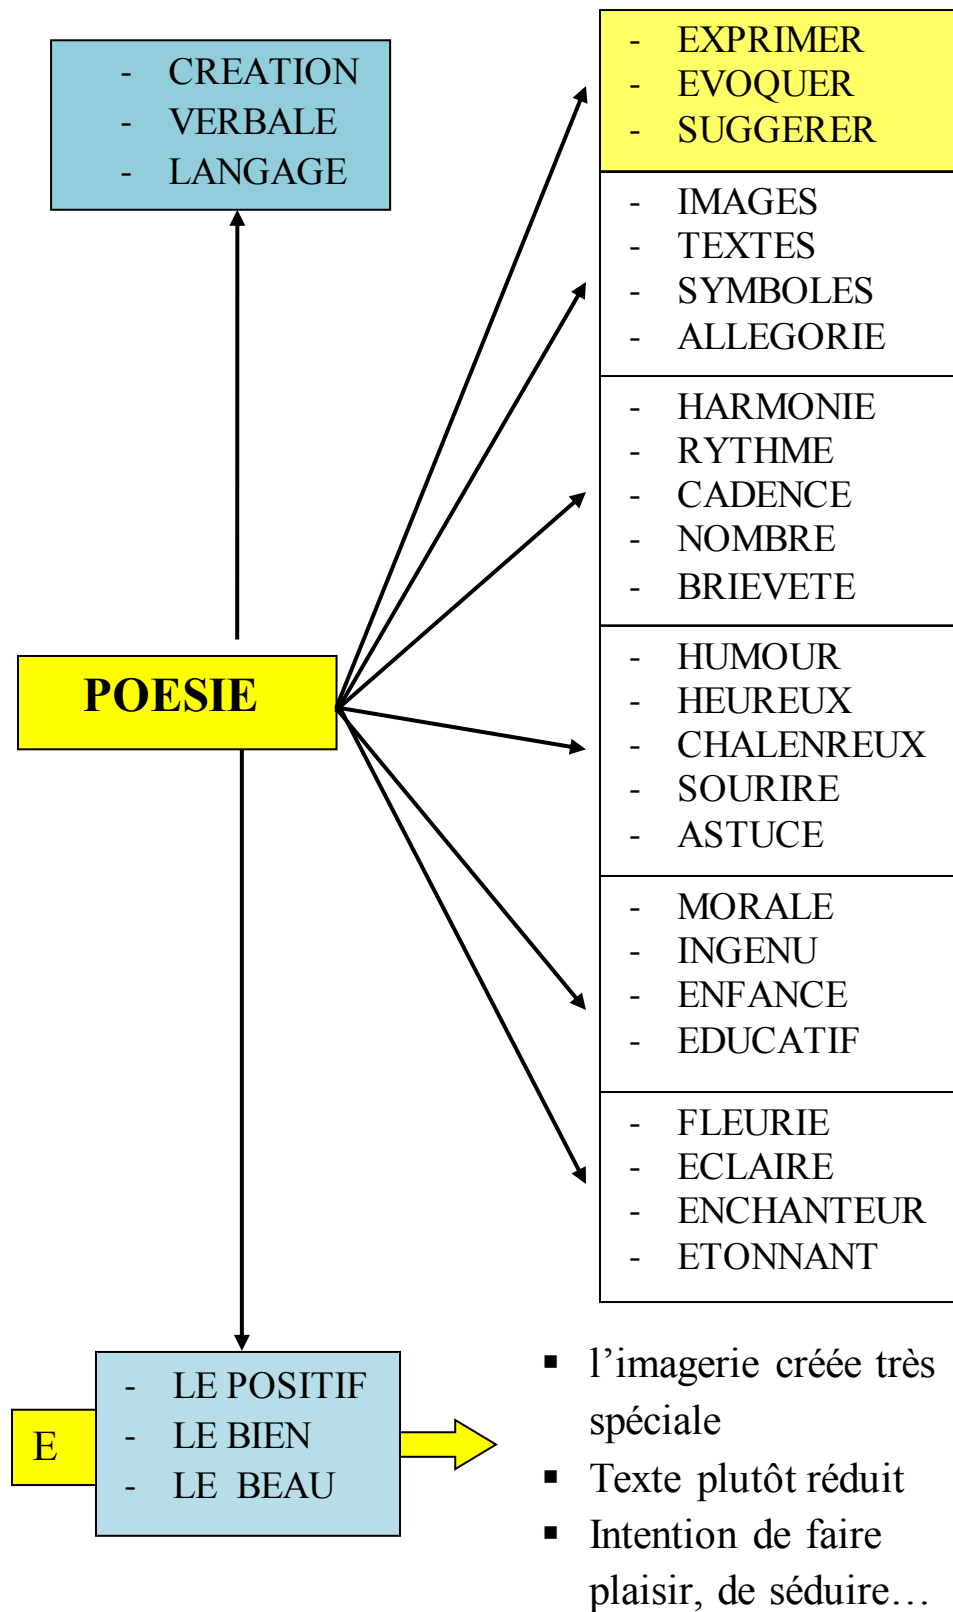 - CREATION
- VERBALE
- LANGAGE
- EXPRIMER
- EVOQUER
- SUGGERER
- IMAGES
- TEXTES
- SYMBOLES
- ALLEGORIE
- HARMONIE
- RYTHME
- CADENCE
- NOMBRE
- BRIEVETE
POESIE
- HUMOUR
- HEUREUX
- CHALENREUX
- SOURIRE
- ASTUCE
- MORALE
- INGENU
- ENFANCE
- EDUCATIF
- FLEURIE
- ECLAIRE
- ENCHANTEUR
- ETONNANT
E
- LE POSITIF
- LE BIEN
- LE BEAU
▪ l’imagerie créée très
spéciale
▪ Texte plutôt réduit
▪ Intention de faire
plaisir, de séduire…